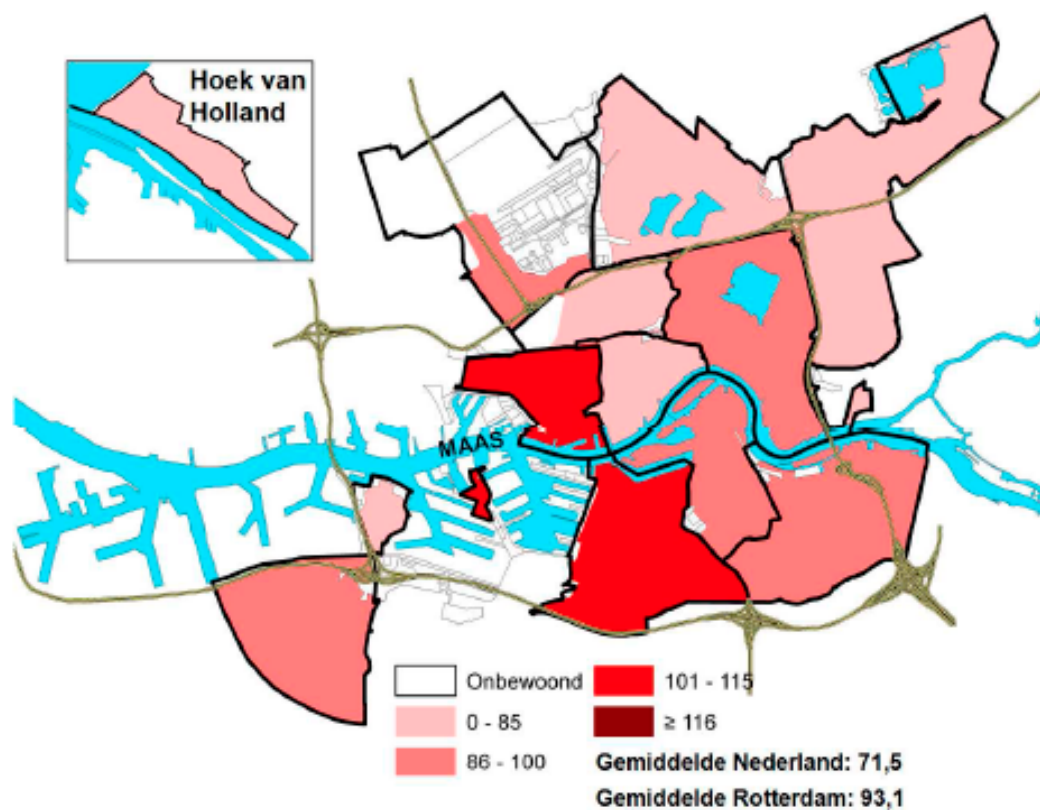 Hoek van
Holland
MAAS
Onbewoond
0 - 85
86 - 100
101 - 115
≥ 116
Gemiddelde Nederland: 71,5
Gemiddelde Rotterdam: 93,1